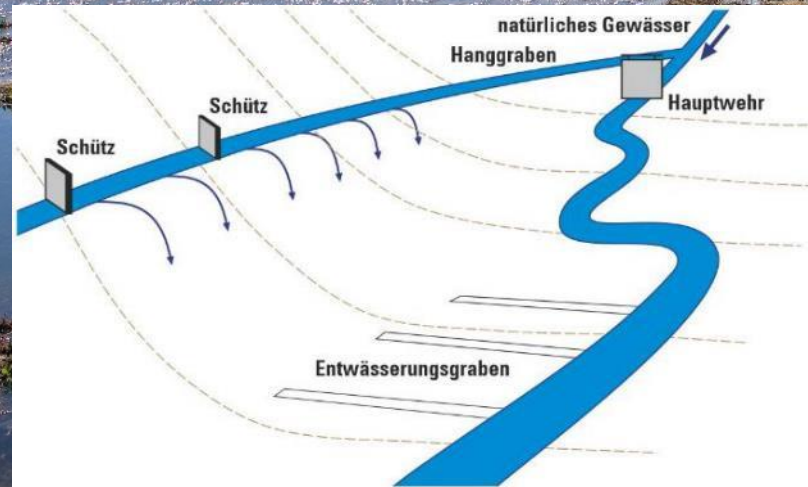 natürliches Gewässer
Hanggraben
Hauptwehr
Schütz
Schütz
Entwässerungsgraben